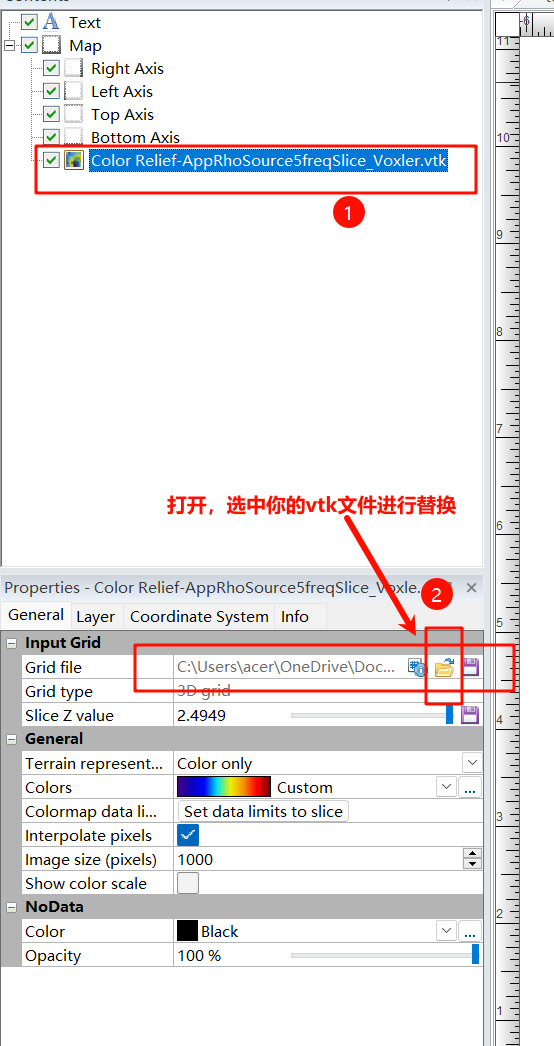 Text
Map
Right Axis
Left Axis
Top Axis
Bottom Axis
Color Relief-AppRhoSource5freqSlice_Voxler.vtk
1
打开，选中你的vtk文件进行替换
2
Properties - Color Relief-AppRhoSource5freqSlice_Voxle...
General Layer Coordinate System Info
Input Grid
Grid file C:\Users\acer\OneDrive\Doc...
Grid type 3D grid
Slice Z value 2.4949
General
Terrain represent... Color only
Colors Custom ...
Colormap data li... Set data limits to slice
Interpolate pixels
Image size (pixels) 1000
Show color scale
NoData
Color Black ...
Opacity 100 %
-6
11
10
9
8
7
6
5
4
3
2
1